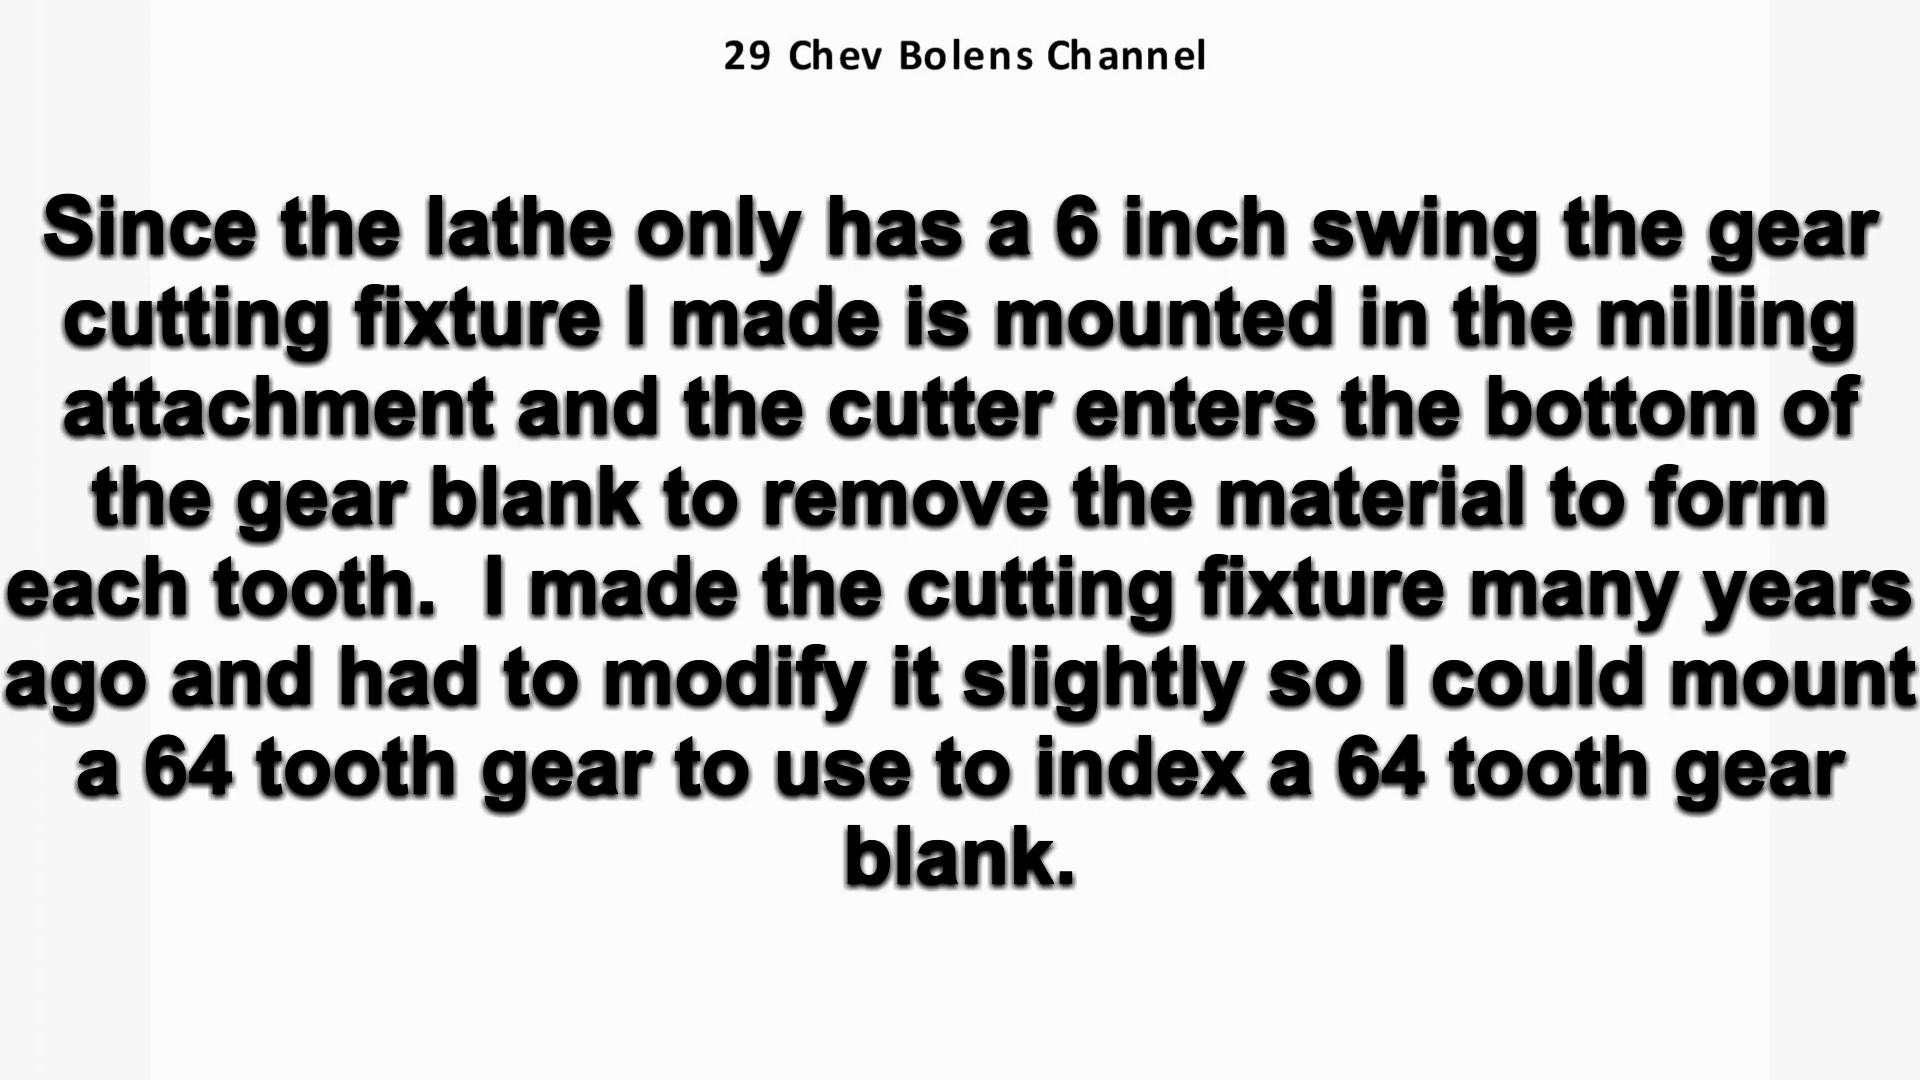 29 Chev Bolens Channel
Since the lathe only has a 6 inch swing the gear
cutting fixture I made is mounted in the milling
attachment and the cutter enters the bottom of
the gear blank to remove the material to form
each tooth.  I made the cutting fixture many years
ago and had to modify it slightly so I could mount
a 64 tooth gear to use to index a 64 tooth gear
blank.